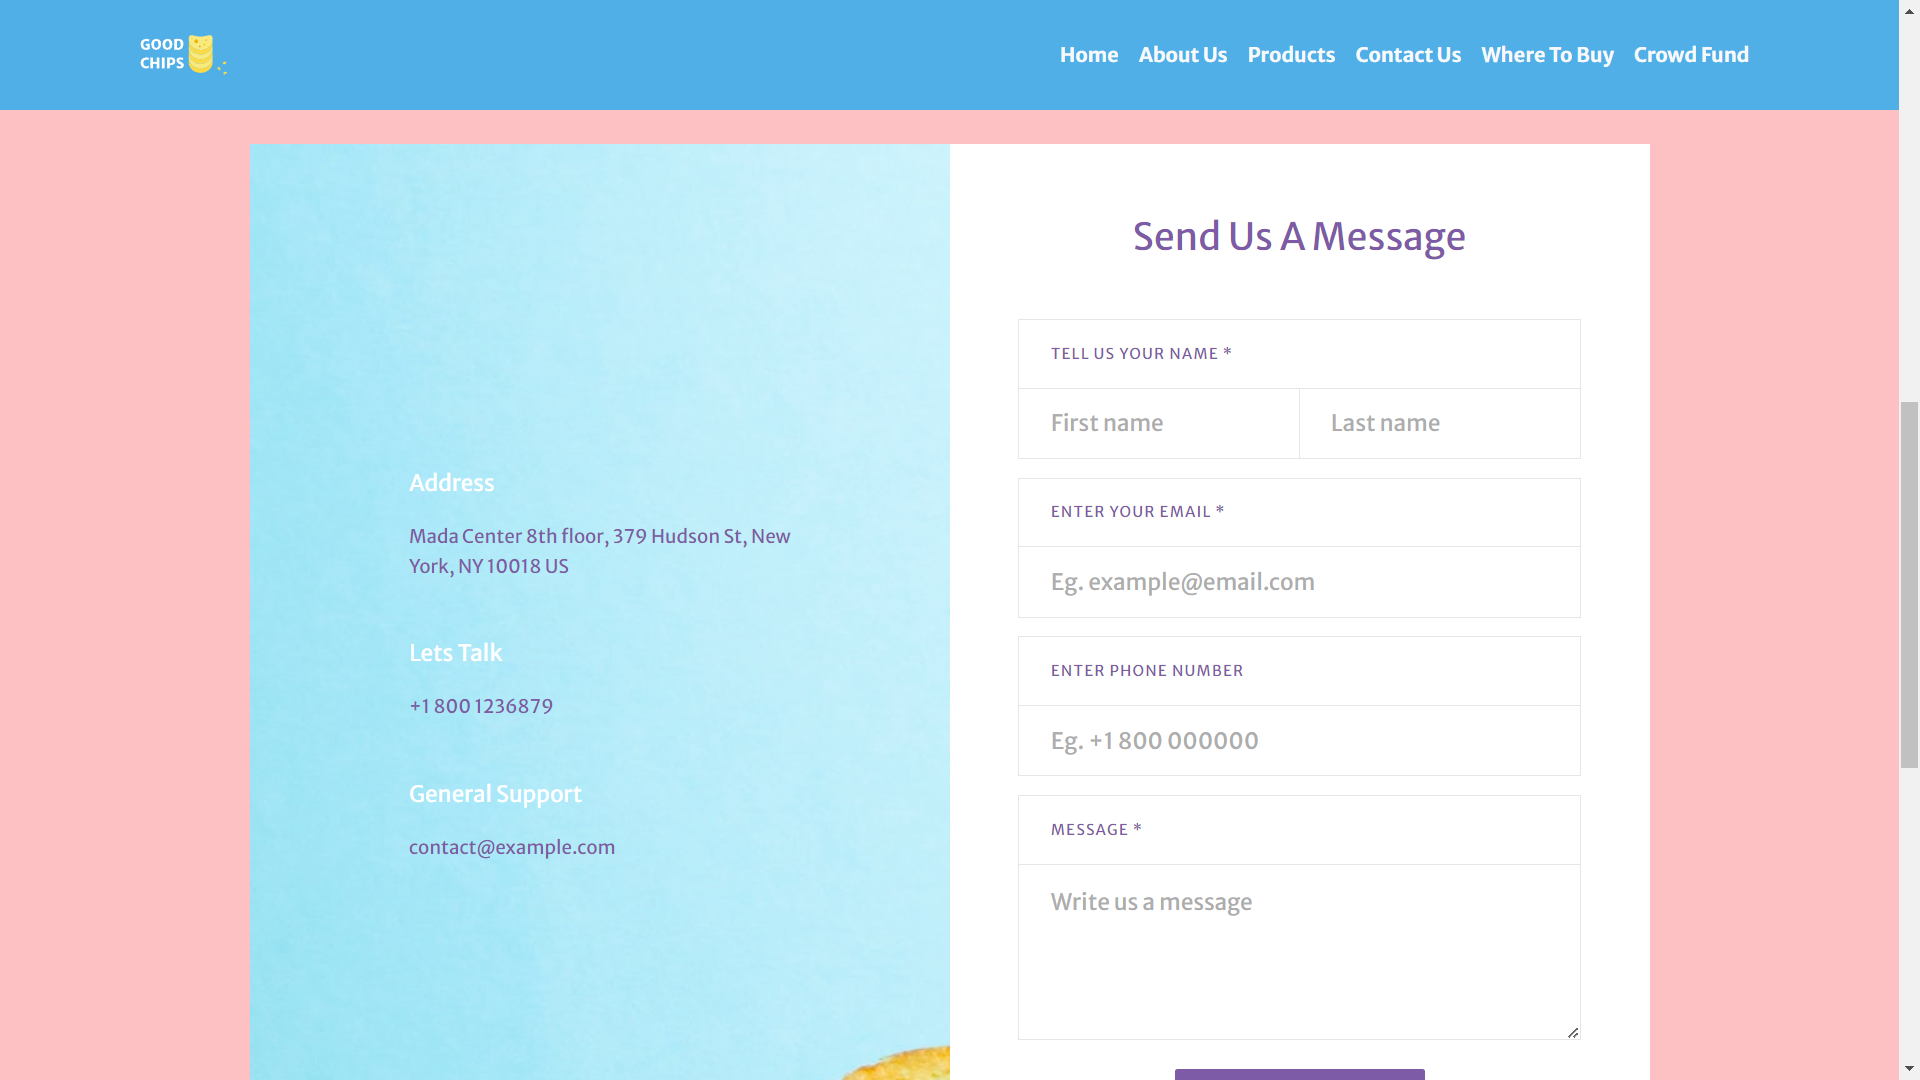 GOOD
CHIPS
Home About Us Products Contact Us Where To Buy Crowd Fund
Address
Mada Center 8th floor, 379 Hudson St, New
York, NY 10018 US
Lets Talk
+1 800 1236879
General Support
contact@example.com
Send Us A Message
TELL US YOUR NAME *
First name Last name
ENTER YOUR EMAIL *
Eg. example@email.com
ENTER PHONE NUMBER
Eg. +1 800 000000
MESSAGE *
Write us a message